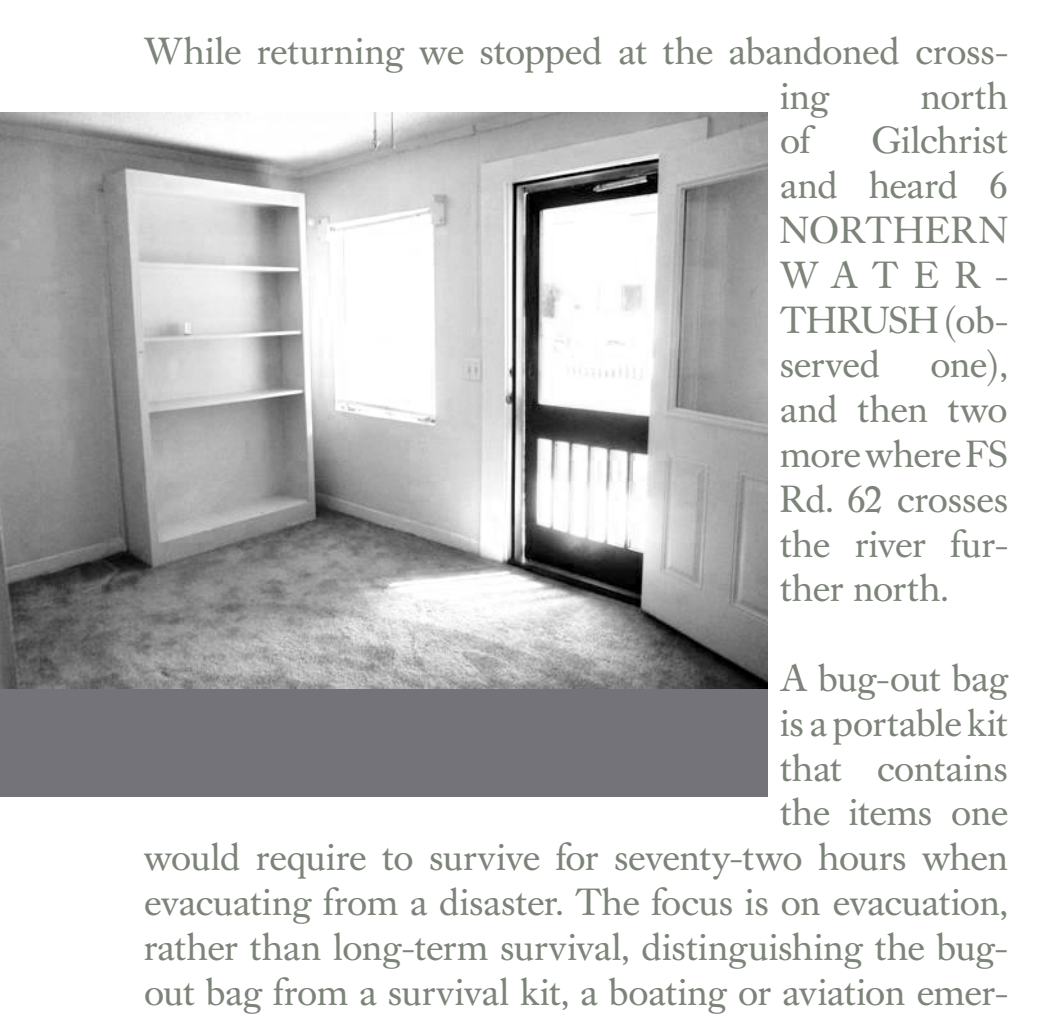 While returning we stopped at the abandoned cross-
ing north
of Gilchrist
and heard 6
NORTHERN
WATER-
THRUSH (ob-
served one),
and then two
more where FS
Rd. 62 crosses
the river fur-
ther north.
A bug-out bag
is a portable kit
that contains
the items one
would require to survive for seventy-two hours when
evacuating from a disaster. The focus is on evacuation,
rather than long-term survival, distinguishing the bug-
out bag from a survival kit, a boating or aviation emer-